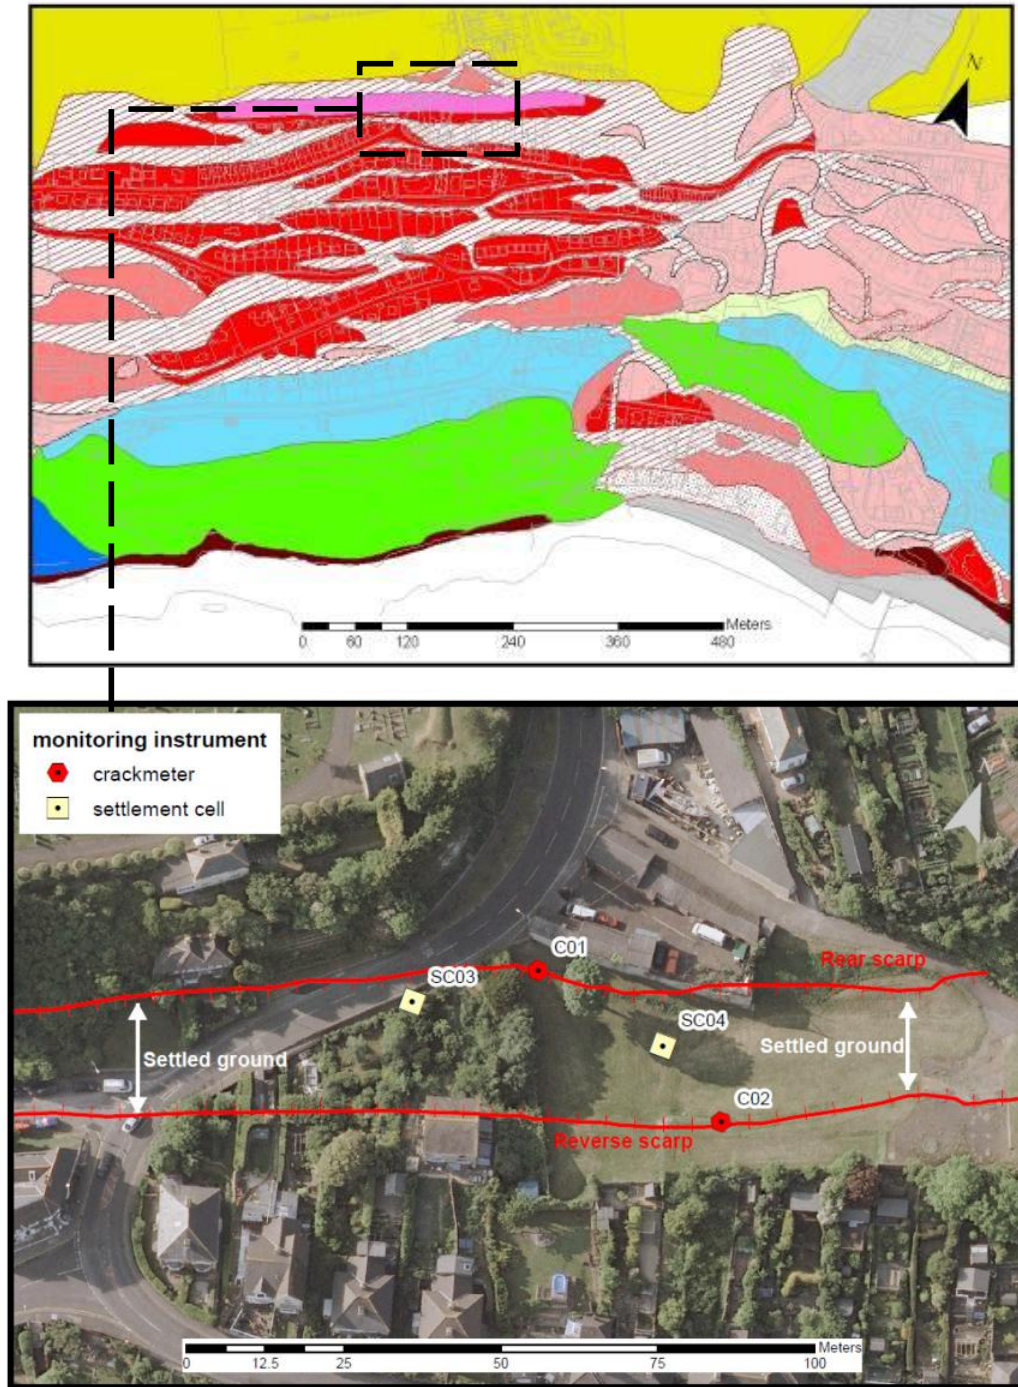 N
Meters
0 60 120 240 360 480
monitoring instrument
crackmeter
settlement cell
C01
SC03
Rear scarp
SC04
Settled ground
Settled ground
C02
Reverse scarp
Meters
0 12.5 25 50 75 100